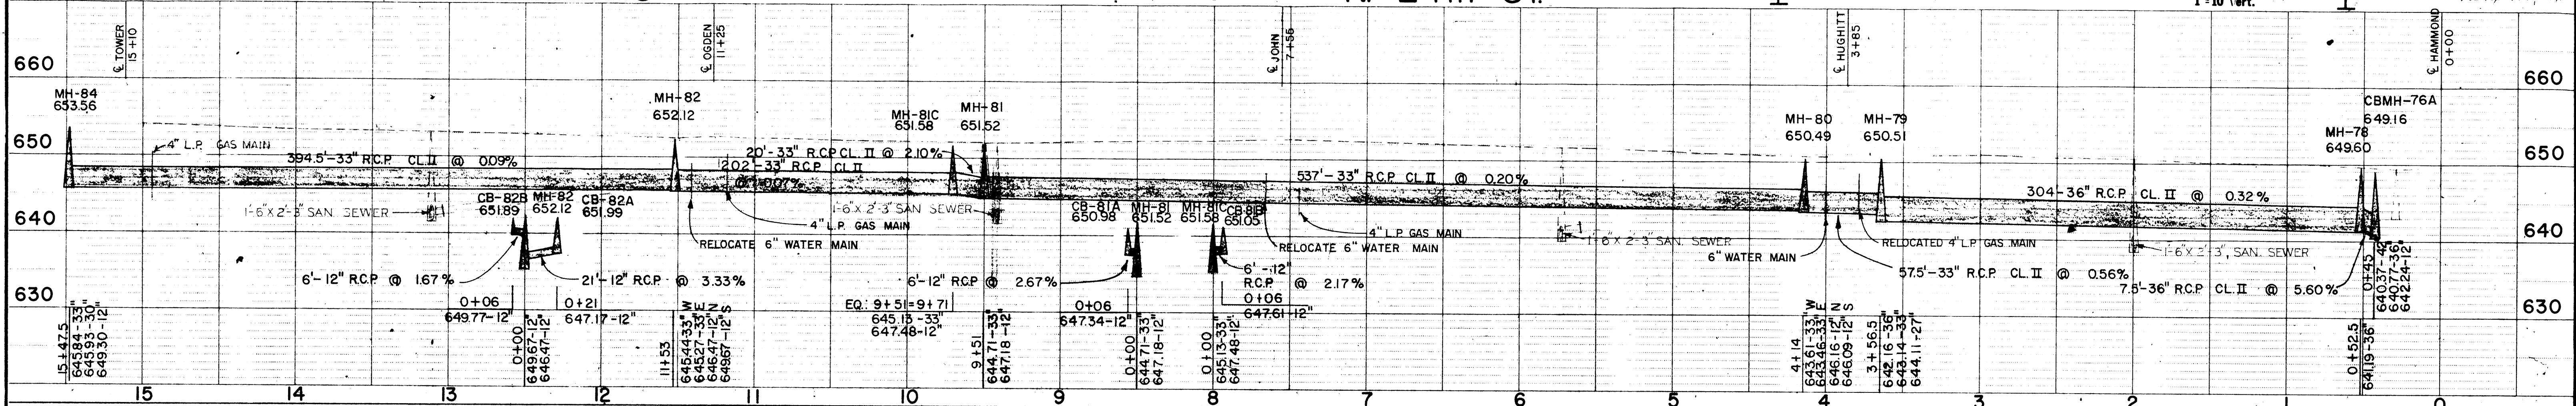 1"=10' Vert.
℄ TOWER
15+10
℄ OGDEN
11+25
℄ JOHN
7+55
℄ HUGHITT
3+85
℄ HAMMOND
0+00
660
660
MH-84
653.56
MH-82
652.12
MH-81C
651.58
MH-81
651.52
MH-80
650.49
MH-79
650.51
CBMH-76A
649.16
MH-78
649.60
650
650
4" L.P. GAS MAIN
394.5'-33" R.C.P. CL. II @ 0.09%
20'-33" R.C.P. CL. II @ 2.10%
202'-33" R.C.P. CL II
@ 0.07%
537'-33" R.C.P. CL. II @ 0.20%
304-36" R.C.P. CL. II @ 0.32%
CB-82B
651.89
MH-82
652.12
CB-82A
651.99
1-6"x 2'-3" SAN. SEWER
1-6"x 2'-3" SAN. SEWER
4" L.P. GAS MAIN
RELOCATE 6" WATER MAIN
CB-81A
650.98
MH-81
651.52
MH-81C
651.58
CB-81B
651.05
4" L.P. GAS MAIN
RELOCATE 6" WATER MAIN
1-6"x 2-3" SAN. SEWER
RELOCATED 4" L.P. GAS MAIN
6" WATER MAIN
1-6"x 2-3" SAN. SEWER
640
640
6'-12" R.C.P. @ 1.67%
21'-12" R.C.P. @ 3.33%
6'-12" R.C.P. @ 2.67%
6'-12"
R.C.P. @ 2.17%
57.5'-33" R.C.P. CL. II @ 0.56%
7.5'-36" R.C.P. CL. II @ 5.60%
630
630
0+06
649.77-12"
0+21
647.17-12"
EQ.: 9+51=9+71
645.13-33"
647.48-12"
0+06
647.34-12"
0+06
647.61-12"
15+47.5
645.84-33"
645.93-30"
649.30-12"
0+00
649.67-12"
646.47-12"
11+53
645.44-33" W
645.27-33" E
646.47-12" N
649.67-12" S
9+51
644.71-33"
647.18-12"
0+00
644.71-33"
647.18-12"
0+00
645.13-33"
647.48-12"
4+14
643.61-33" W
643.46-33" E
646.16-12" N
646.09-12" S
3+56.5
642.16-36"
643.14-33"
644.11-27"
0+52.5
641.19-36"
0+45
640.37-42"
640.77-36"
642.24-12"
15
14
13
12
11
10
9
8
7
6
5
4
3
2
1
0